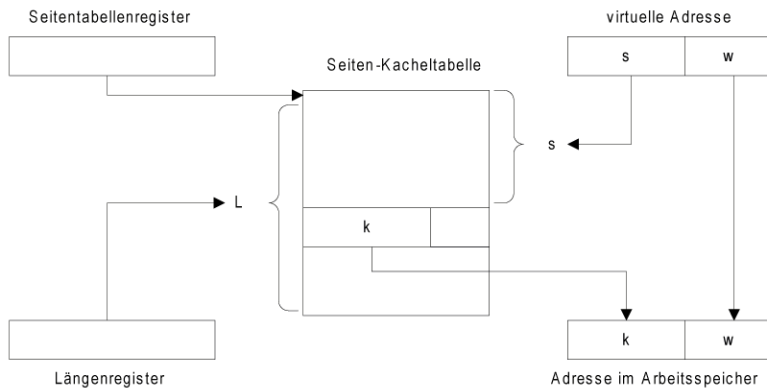 Seitentabellenregister
virtuelle Adresse
s
w
Seiten-Kacheltabelle
s
L
k
k
w
Längenregister
Adresse im Arbeitsspeicher